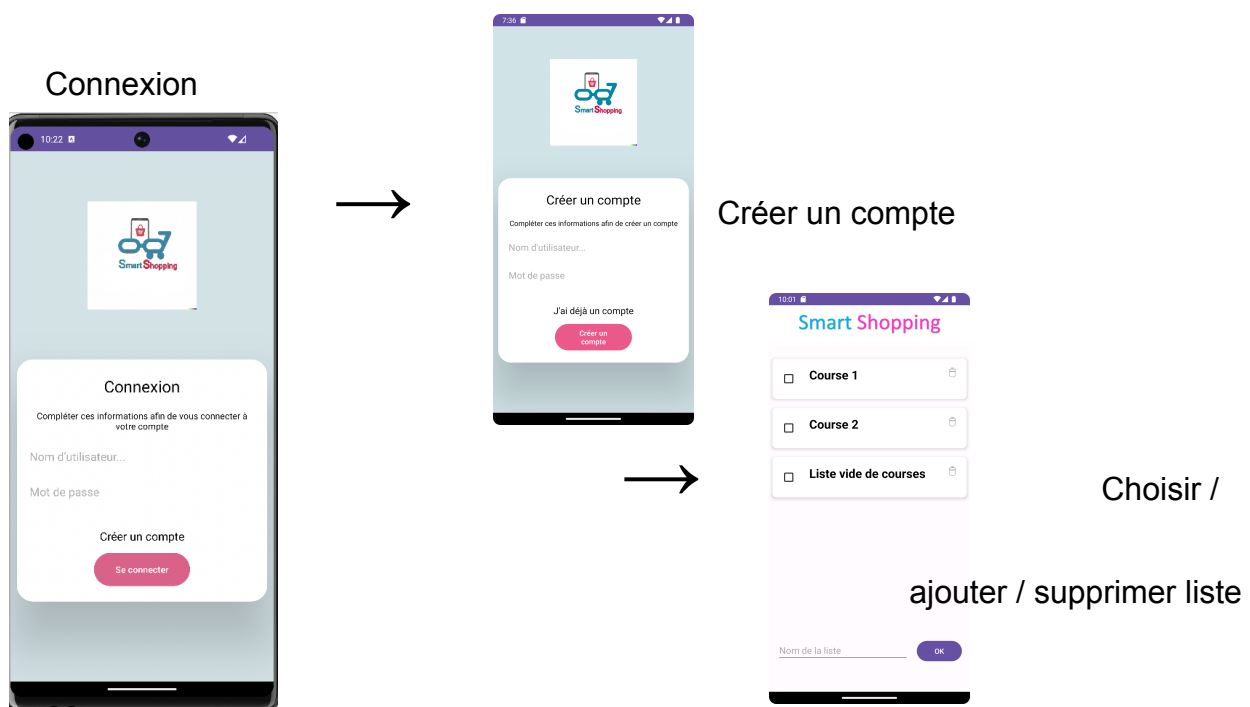 Connexion
10:22
Smart Shopping
Connexion
Compléter ces informations afin de vous connecter à
votre compte
Nom d'utilisateur...
Mot de passe
Créer un compte
Se connecter
7:36
Smart Shopping
Créer un compte
Compléter ces informations afin de créer un compte
Nom d'utilisateur...
Mot de passe
J'ai déjà un compte
Créer un
compte
Créer un compte
10:01
Smart Shopping
Course 1
Course 2
Liste vide de courses
Nom de la liste
OK
Choisir /
ajouter / supprimer liste